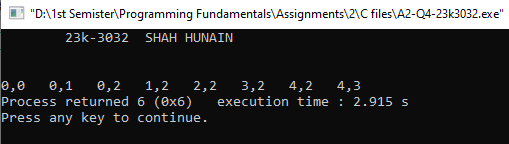 "D:\1st Semister\Programming Fundamentals\Assignments\2\C files\A2-Q4-23k3032.exe"
23k-3032 SHAH HUNAIN
0,0 0,1 0,2 1,2 2,2 3,2 4,2 4,3
Process returned 6 (0x6) execution time : 2.915 s
Press any key to continue.